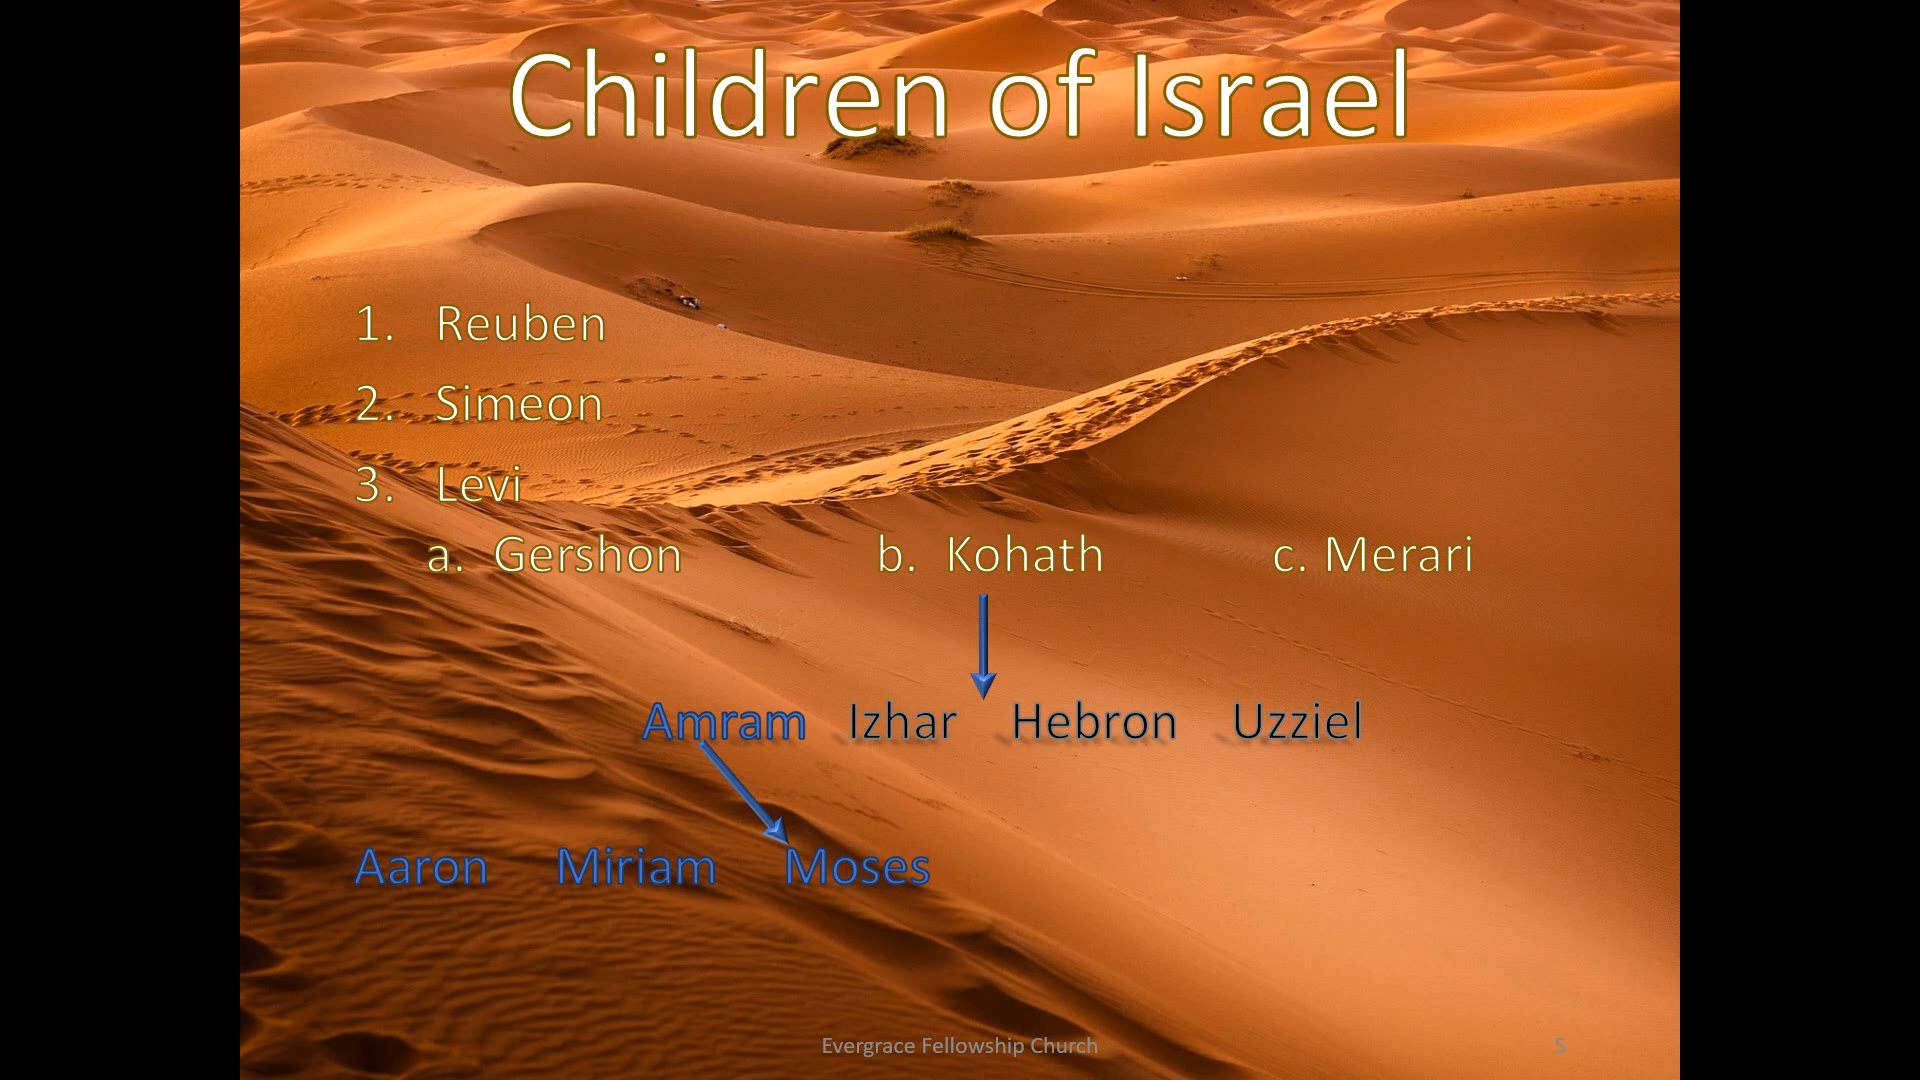 Children of Israel
1. Reuben
2. Simeon
3. Levi
a. Gershon b. Kohath c. Merari
Amram Izhar Hebron Uzziel
Aaron Miriam Moses
Evergrace Fellowship Church 5